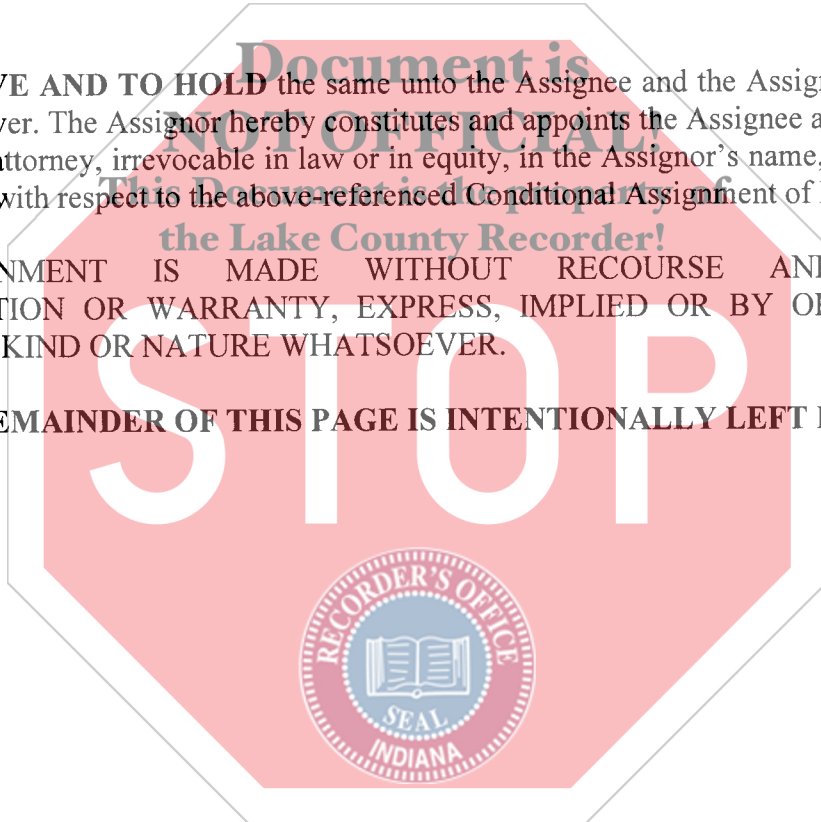 Document is
VE AND TO HOLD the same unto the Assignee and the Assign
ver. The Assignor hereby constitutes and appoints the Assignee a
NOT OFFICIAL!
attorney, irrevocable in law or in equity, in the Assignor's name,
This Document is the property of
with respect to the above-referenced Conditional Assignment of
the Lake County Recorder!
NMENT IS MADE WITHOUT RECOURSE AN
TION OR WARRANTY, EXPRESS, IMPLIED OR BY O
KIND OR NATURE WHATSOEVER.
EMAINDER OF THIS PAGE IS INTENTIONALLY LEFT
STOP
RECORDER'S OFFICE
SEAL
INDIANA